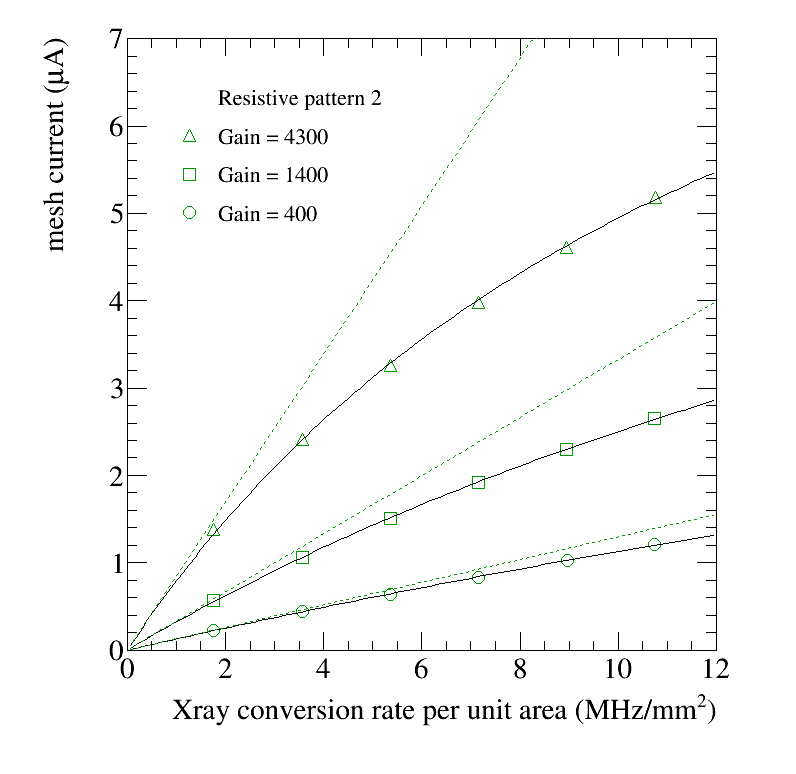 mesh current (μA)
7
6
5
4
3
2
1
0
Resistive pattern 2
Gain = 4300
Gain = 1400
Gain = 400
0 2 4 6 8 10 12
Xray conversion rate per unit area (MHz/mm²)